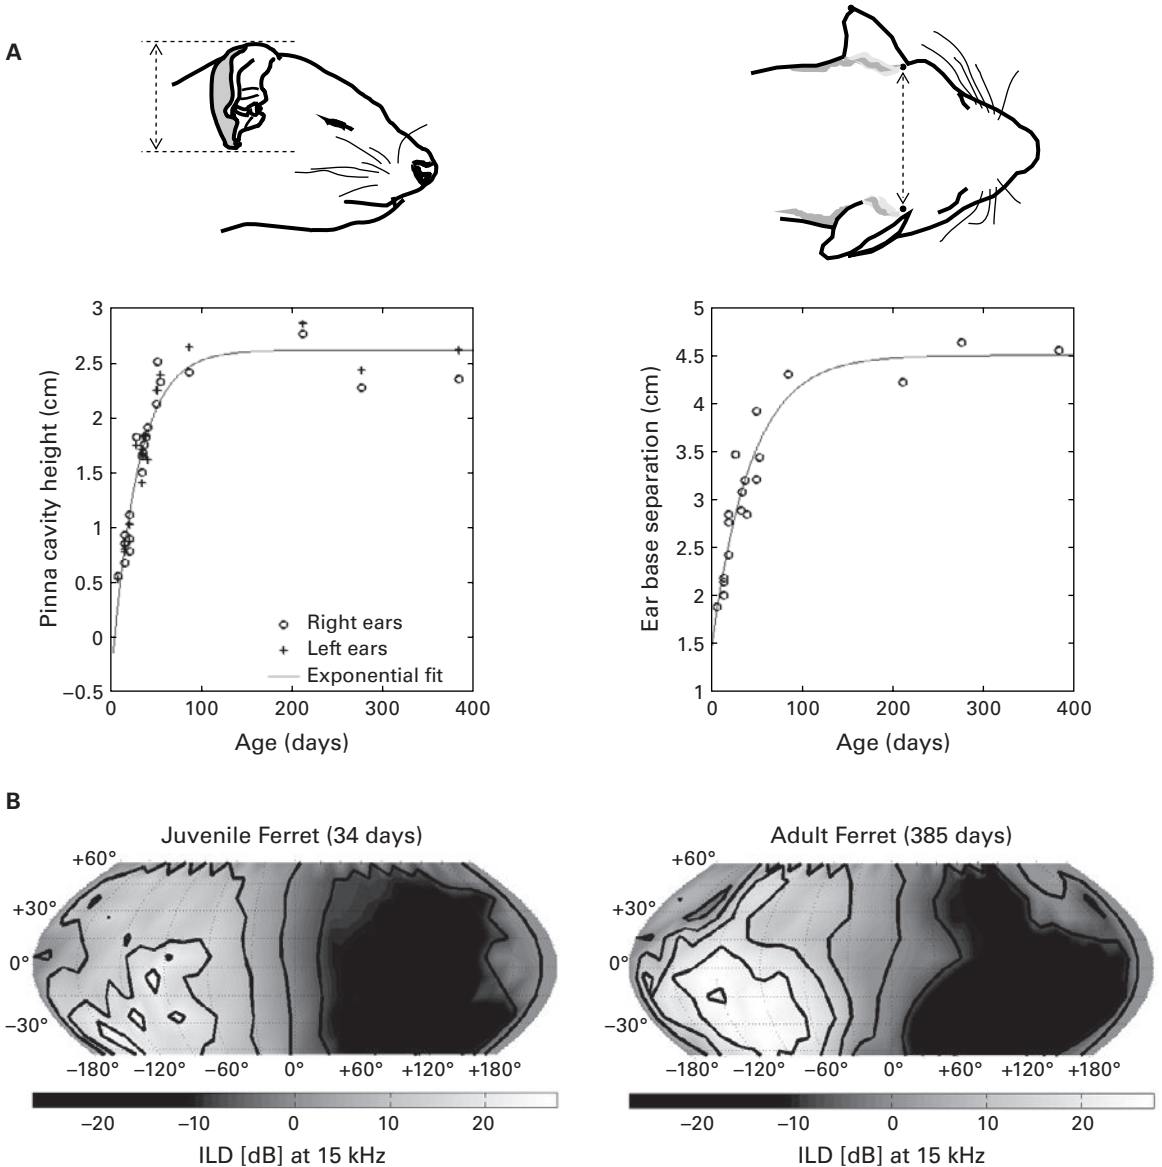 A
3
2.5
2
1.5
1
0.5
0
−0.5
Pinna cavity height (cm)
Right ears
Left ears
Exponential fit
0 100 200 300 400
Age (days)
5
4.5
4
3.5
3
2.5
2
1.5
1
Ear base separation (cm)
0 100 200 300 400
Age (days)
B
Juvenile Ferret (34 days)
+60°
+30°
0°
−30°
−180° −120° −60° 0° +60° +120° +180°
−20 −10 0 10 20
ILD [dB] at 15 kHz
Adult Ferret (385 days)
+60°
+30°
0°
−30°
−180° −120° −60° 0° +60° +120° +180°
−20 −10 0 10 20
ILD [dB] at 15 kHz